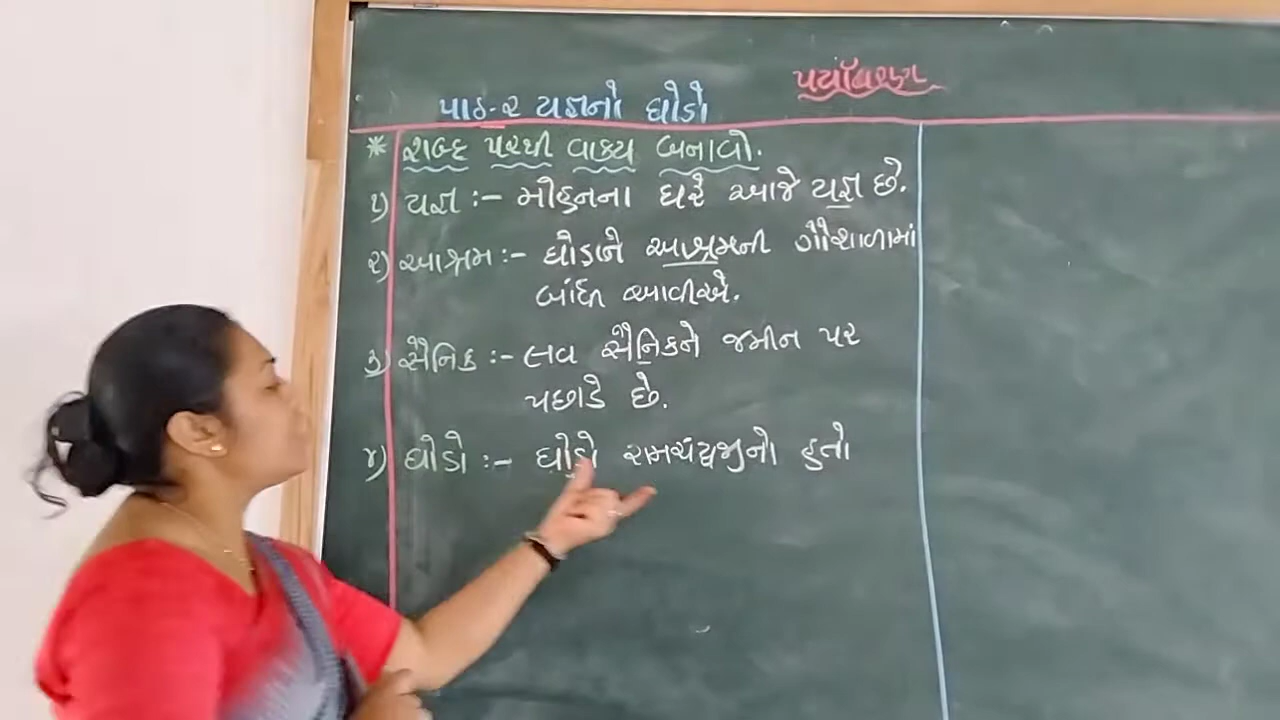 પર્યાવરણ
પાઠ-૨ યજ્ઞનો ઘોડો
* શબ્દ પરથી વાક્ય બનાવો.
૧) યજ્ઞ :- મોહનના ઘરે આજે યજ્ઞ છે.
૨) આશ્રમ :- ઘોડાને આશ્રમની ગૌશાળામાં
બાંધી આવીએ.
૩) સૈનિક :- લવ સૈનિકને જમીન પર
પછાડે છે.
૪) ઘોડો :- ઘોડો રામચંદ્રજીનો હતો